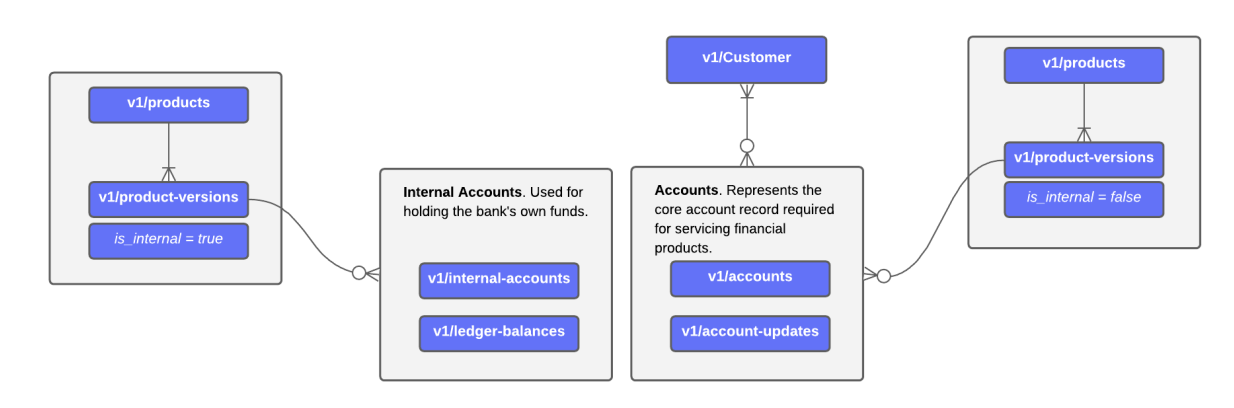 v1/products
v1/product-versions
is_internal = true
Internal Accounts. Used for
holding the bank's own funds.
v1/internal-accounts
v1/ledger-balances
v1/Customer
Accounts. Represents the
core account record required
for servicing financial
products.
v1/accounts
v1/account-updates
v1/products
v1/product-versions
is_internal = false